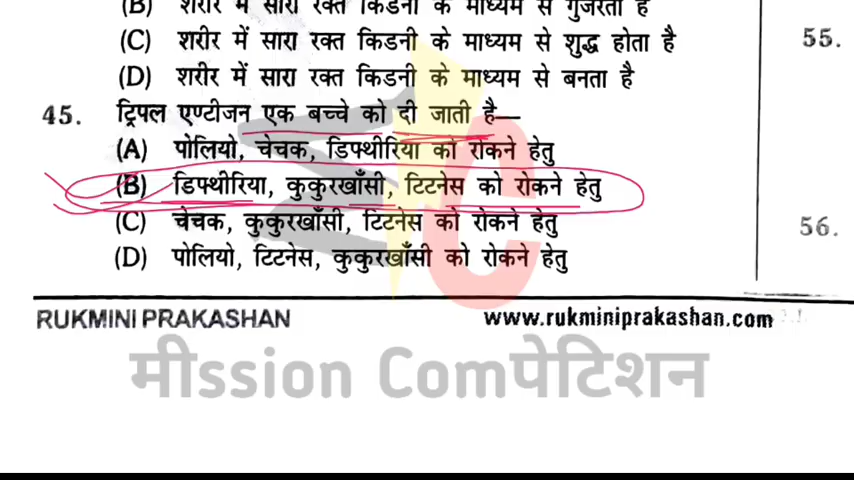 (B) शरीर में सारा रक्त किडनी के माध्यम से गुजरता है
(C) शरीर में सारा रक्त किडनी के माध्यम से शुद्ध होता है
(D) शरीर में सारा रक्त किडनी के माध्यम से बनता है
45. ट्रिपल एण्टीजन एक बच्चे को दी जाती है—
(A) पोलियो, चेचक, डिफ्थीरिया को रोकने हेतु
(B) डिफ्थीरिया, कुकुरखाँसी, टिटनेस को रोकने हेतु
(C) चेचक, कुकुरखाँसी, टिटनेस को रोकने हेतु
(D) पोलियो, टिटनेस, कुकुरखाँसी को रोकने हेतु
55.
56.
RUKMINI PRAKASHAN
www.rukminiprakashan.com
मीssion Comपेटिशन